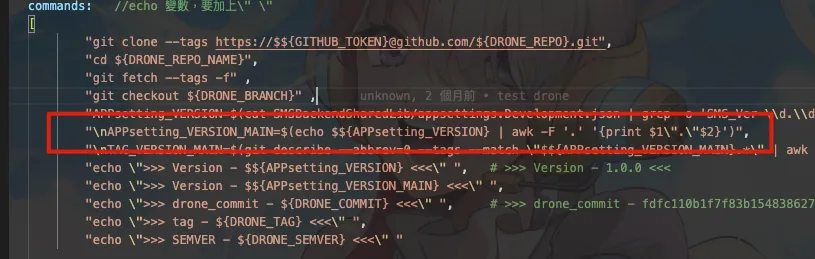 commands:   //echo 變數，要加上\" \"
[
"git clone --tags https://$${GITHUB_TOKEN}@github.com/${DRONE_REPO}.git",
"cd ${DRONE_REPO_NAME}",
"git fetch --tags -f" ,
"git checkout ${DRONE_BRANCH}" ,    unknown, 2 個月前 • test drone
"APPsetting_VERSION=$(cat SMSBackendSharedLib/appsettings.Development.json | grep -o 'SMS_Ver
"\nAPPsetting_VERSION_MAIN=$(echo $${APPsetting_VERSION} | awk -F '.' '{print $1\".\"$2}')",
"\nTAG_VERSION_MAIN=$(git describe --abbrev=0 --tags --match \"$${APPsetting_VERSION_MAIN}.*\" | awk
"echo \">>> Version - $${APPsetting_VERSION} <<<\" ",   # >>> Version - 1.0.0 <<<
"echo \">>> Version - $${APPsetting_VERSION_MAIN} <<<\" ",
"echo \">>> drone_commit - ${DRONE_COMMIT} <<<\" ",   # >>> drone_commit - fdfc110b1f7f83b154838627
"echo \">>> tag - ${DRONE_TAG} <<<\" ",
"echo \">>> SEMVER - ${DRONE_SEMVER} <<<\" "